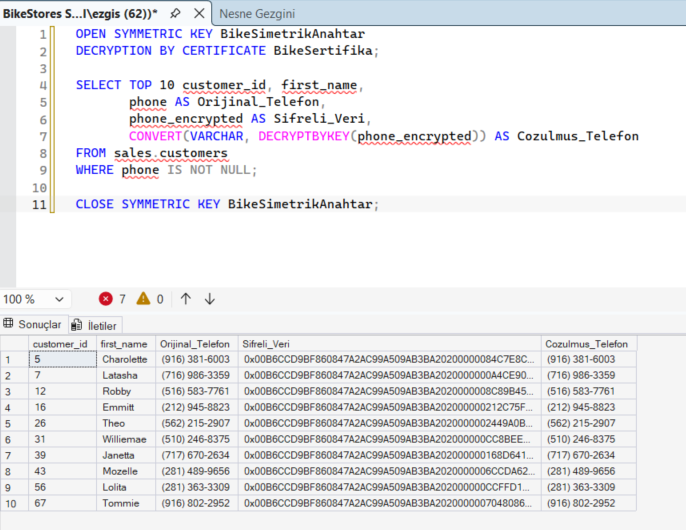 BikeStores S...I\ezgis (62))* Nesne Gezgini
1 OPEN SYMMETRIC KEY BikeSimetrikAnahtar
2 DECRYPTION BY CERTIFICATE BikeSertifika;
3
4 SELECT TOP 10 customer_id, first_name,
5 phone AS Orijinal_Telefon,
6 phone_encrypted AS Sifreli_Veri,
7 CONVERT(VARCHAR, DECRYPTBYKEY(phone_encrypted)) AS Cozulmus_Telefon
8 FROM sales.customers
9 WHERE phone IS NOT NULL;
10
11 CLOSE SYMMETRIC KEY BikeSimetrikAnahtar;
100 % 7 0
Sonuçlar İletiler
customer_id first_name Orijinal_Telefon Sifreli_Veri Cozulmus_Telefon
1 5 Charolette (916) 381-6003 0x00B6CCD9BF860847A2AC99A509AB3BA20200000084C7E8C... (916) 381-6003
2 7 Latasha (716) 986-3359 0x00B6CCD9BF860847A2AC99A509AB3BA202000000A4CE90... (716) 986-3359
3 12 Robby (516) 583-7761 0x00B6CCD9BF860847A2AC99A509AB3BA2020000008C89B45... (516) 583-7761
4 16 Emmitt (212) 945-8823 0x00B6CCD9BF860847A2AC99A509AB3BA202000000212C75F... (212) 945-8823
5 26 Theo (562) 215-2907 0x00B6CCD9BF860847A2AC99A509AB3BA2020000002449A0B... (562) 215-2907
6 31 Williemae (510) 246-8375 0x00B6CCD9BF860847A2AC99A509AB3BA202000000CC8BEE... (510) 246-8375
7 39 Janetta (717) 670-2634 0x00B6CCD9BF860847A2AC99A509AB3BA202000000168D641... (717) 670-2634
8 43 Mozelle (281) 489-9656 0x00B6CCD9BF860847A2AC99A509AB3BA2020000006CCDA62... (281) 489-9656
9 56 Lolita (281) 363-3309 0x00B6CCD9BF860847A2AC99A509AB3BA202000000CCFFD1... (281) 363-3309
10 67 Tommie (916) 802-2952 0x00B6CCD9BF860847A2AC99A509AB3BA2020000007048086... (916) 802-2952